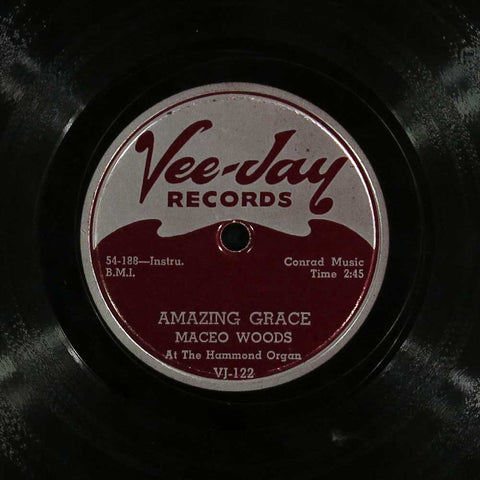 Vee-Jay
RECORDS
54-188—Instru.
B.M.I.
Conrad Music
Time 2:45
AMAZING GRACE
MACEO WOODS
At The Hammond Organ
VJ-122